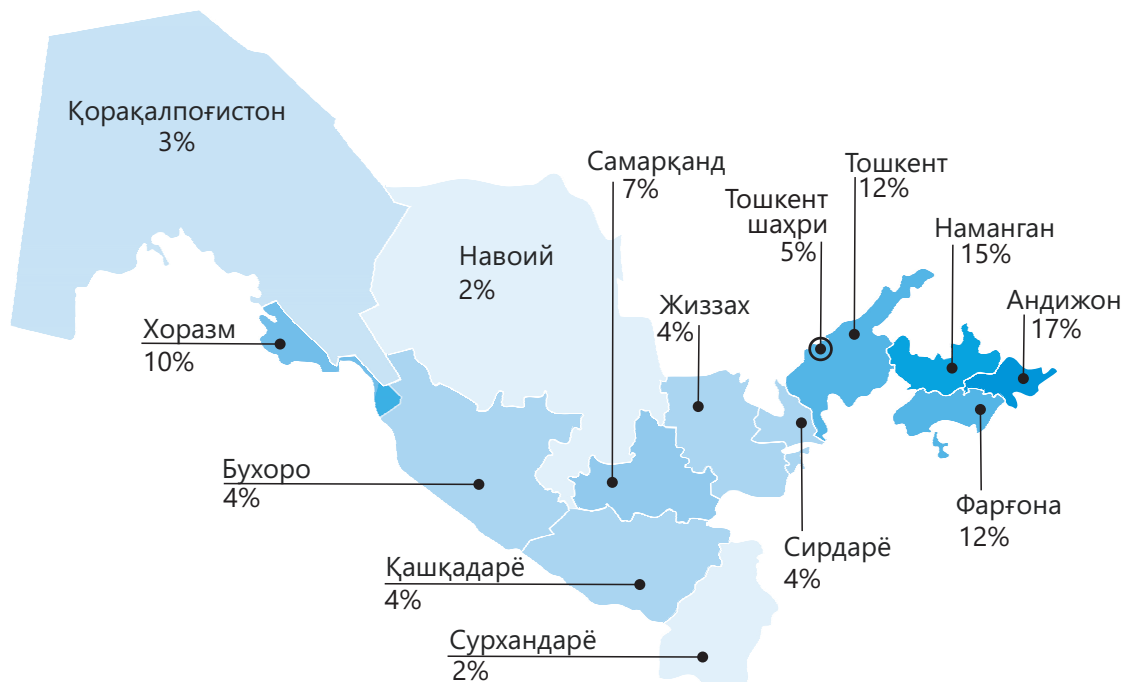 Қорақалпоғистон
3%
Самарқанд
7%
Тошкент
12%
Тошкент
шаҳри
5%
Наманган
15%
Навоий
2%
Андижон
17%
Жиззах
4%
Хоразм
10%
Бухоро
4%
Фарғона
12%
Сирдарё
4%
Қашқадарё
4%
Сурхандарё
2%